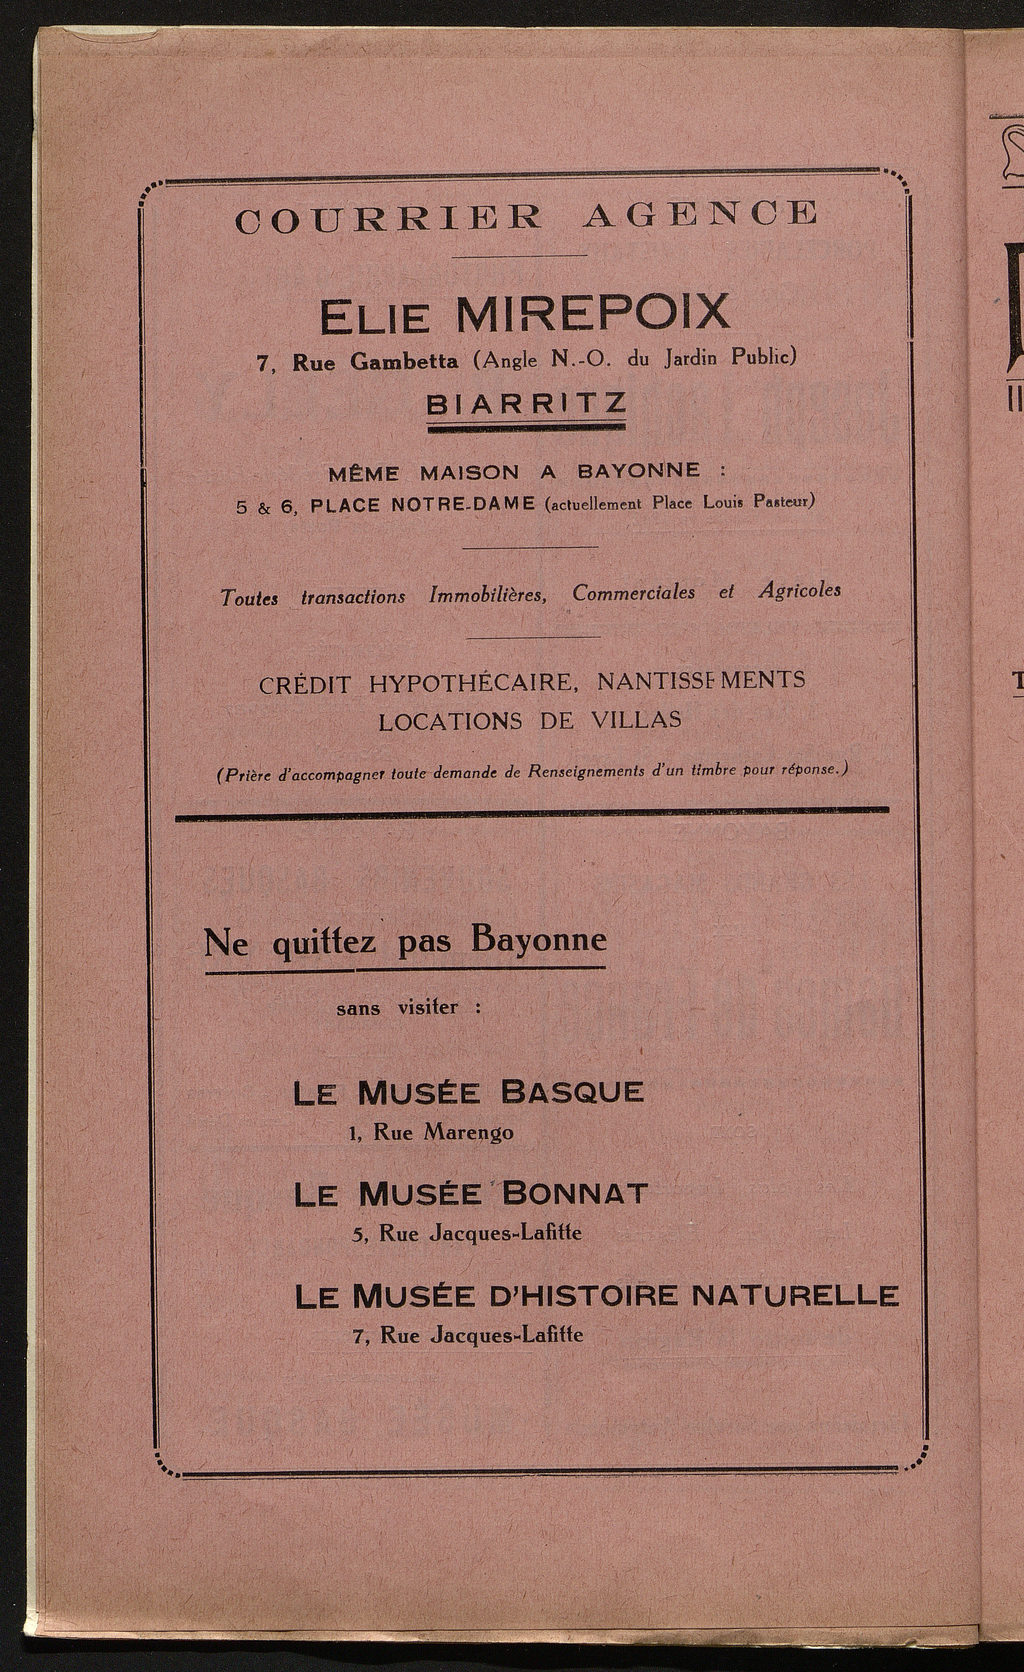 COURRIER AGENCE
ELIE MIREPOIX
7, Rue Gambetta (Angle N.-O. du Jardin Public)
BIARRITZ
MÊME MAISON A BAYONNE :
5 & 6, PLACE NOTRE-DAME (actuellement Place Louis Pasteur)
Toutes transactions Immobilières, Commerciales et Agricoles
CRÉDIT HYPOTHÉCAIRE, NANTISSEMENTS
LOCATIONS DE VILLAS
(Prière d'accompagner toute demande de Renseignements d'un timbre pour réponse.)
Ne quittez pas Bayonne
sans visiter :
LE MUSÉE BASQUE
1, Rue Marengo
LE MUSÉE BONNAT
5, Rue Jacques-Lafitte
LE MUSÉE D'HISTOIRE NATURELLE
7, Rue Jacques-Lafitte